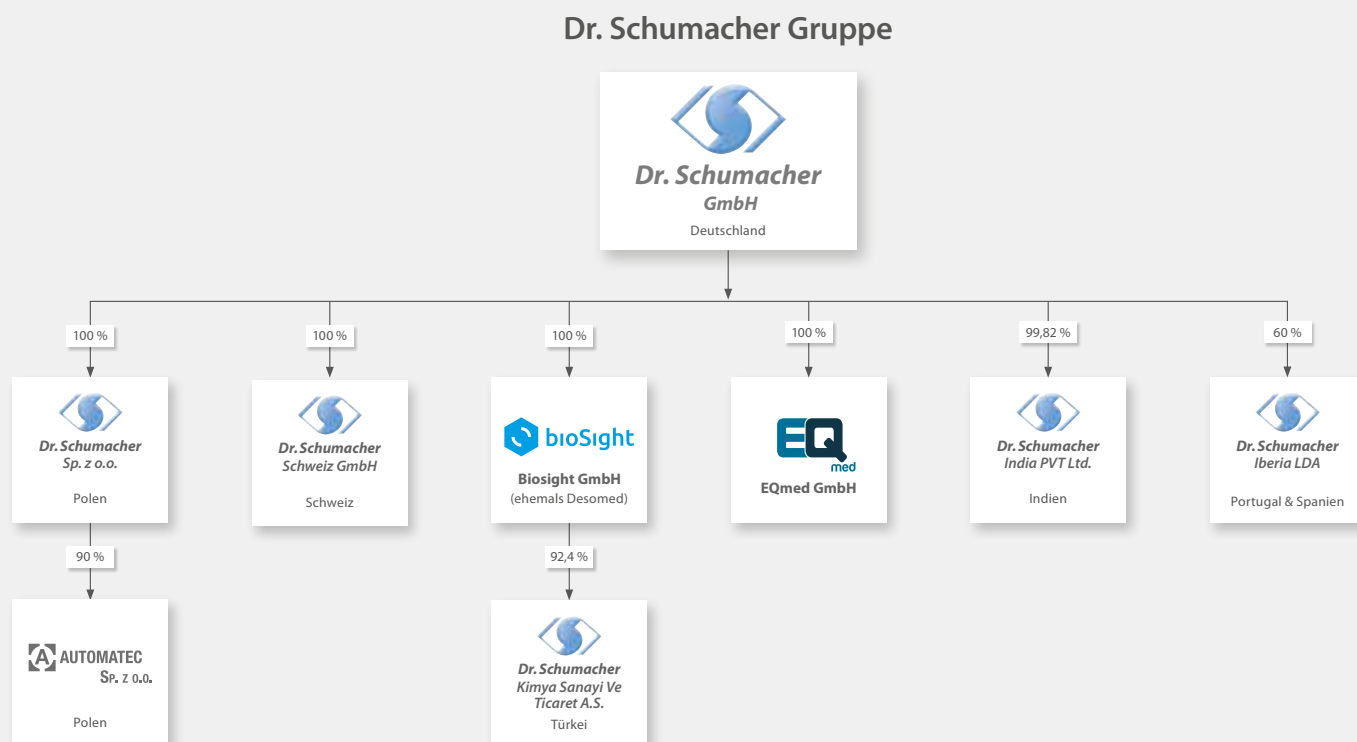 Dr. Schumacher Gruppe
Dr. Schumacher
GmbH
Deutschland
100 %
100 %
100 %
100 %
99,82 %
60 %
Dr. Schumacher
Sp. z o.o.
Polen
Dr. Schumacher
Schweiz GmbH
Schweiz
bıoSıght
Biosight GmbH
(ehemals Desomed)
EQ
med
EQmed GmbH
Dr. Schumacher
India PVT Ltd.
Indien
Dr. Schumacher
Iberia LDA
Portugal & Spanien
90 %
92,4 %
A AUTOMATEC
Sp. z o.o.
Polen
Dr. Schumacher
Kimya Sanayi Ve
Ticaret A.S.
Türkei